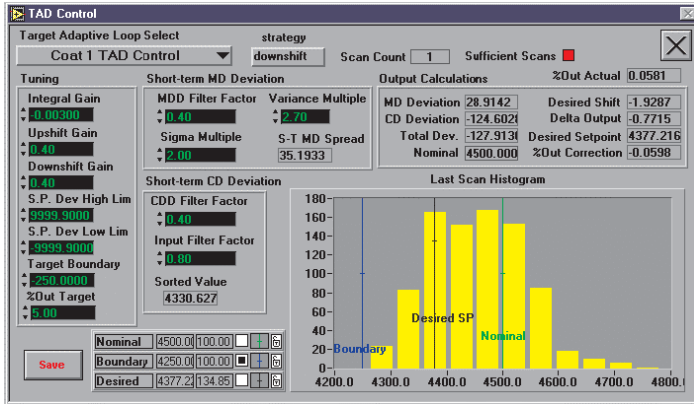 TAD Control
Target Adaptive Loop Select
Coat 1 TAD Control
strategy
downshift
Scan Count 1
Sufficient Scans
Tuning
Integral Gain
-0.00300
Upshift Gain
0.40
Downshift Gain
0.40
S.P. Dev High Lim
9999.9000
S.P. Dev Low Lim
-9999.9000
Target Boundary
-250.0000
%Out Target
5.00
Short-term MD Deviation
MDD Filter Factor
0.40
Variance Multiple
2.70
Sigma Multiple
2.00
S-T MD Spread
35.1933
Short-term CD Deviation
CDD Filter Factor
0.40
Input Filter Factor
0.80
Sorted Value
4330.627
Output Calculations
%Out Actual 0.0581
MD Deviation 28.9142
Desired Shift -1.9287
CD Deviation -124.602
Delta Output -0.7715
Total Dev. -127.913
Desired Setpoint 4377.216
Nominal 4500.000
%Out Correction -0.0598
Last Scan Histogram
180-
160-
140-
120-
100-
80-
60-
40-
20-
0-
4200.0 4300.0 4400.0 4500.0 4600.0 4700.0 4800.
Boundary
Desired SP
Nominal
Save
Nominal 4500.00 100.00
Boundary 4250.00 100.00
Desired 4377.22 134.85